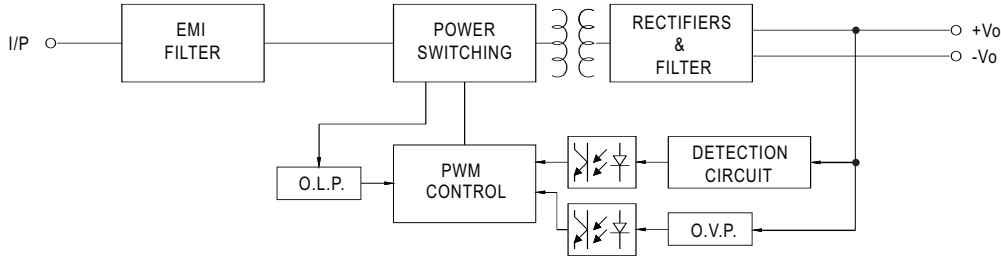 I/P
EMI
FILTER
POWER
SWITCHING
RECTIFIERS
&
FILTER
+Vo
-Vo
O.L.P.
PWM
CONTROL
DETECTION
CIRCUIT
O.V.P.